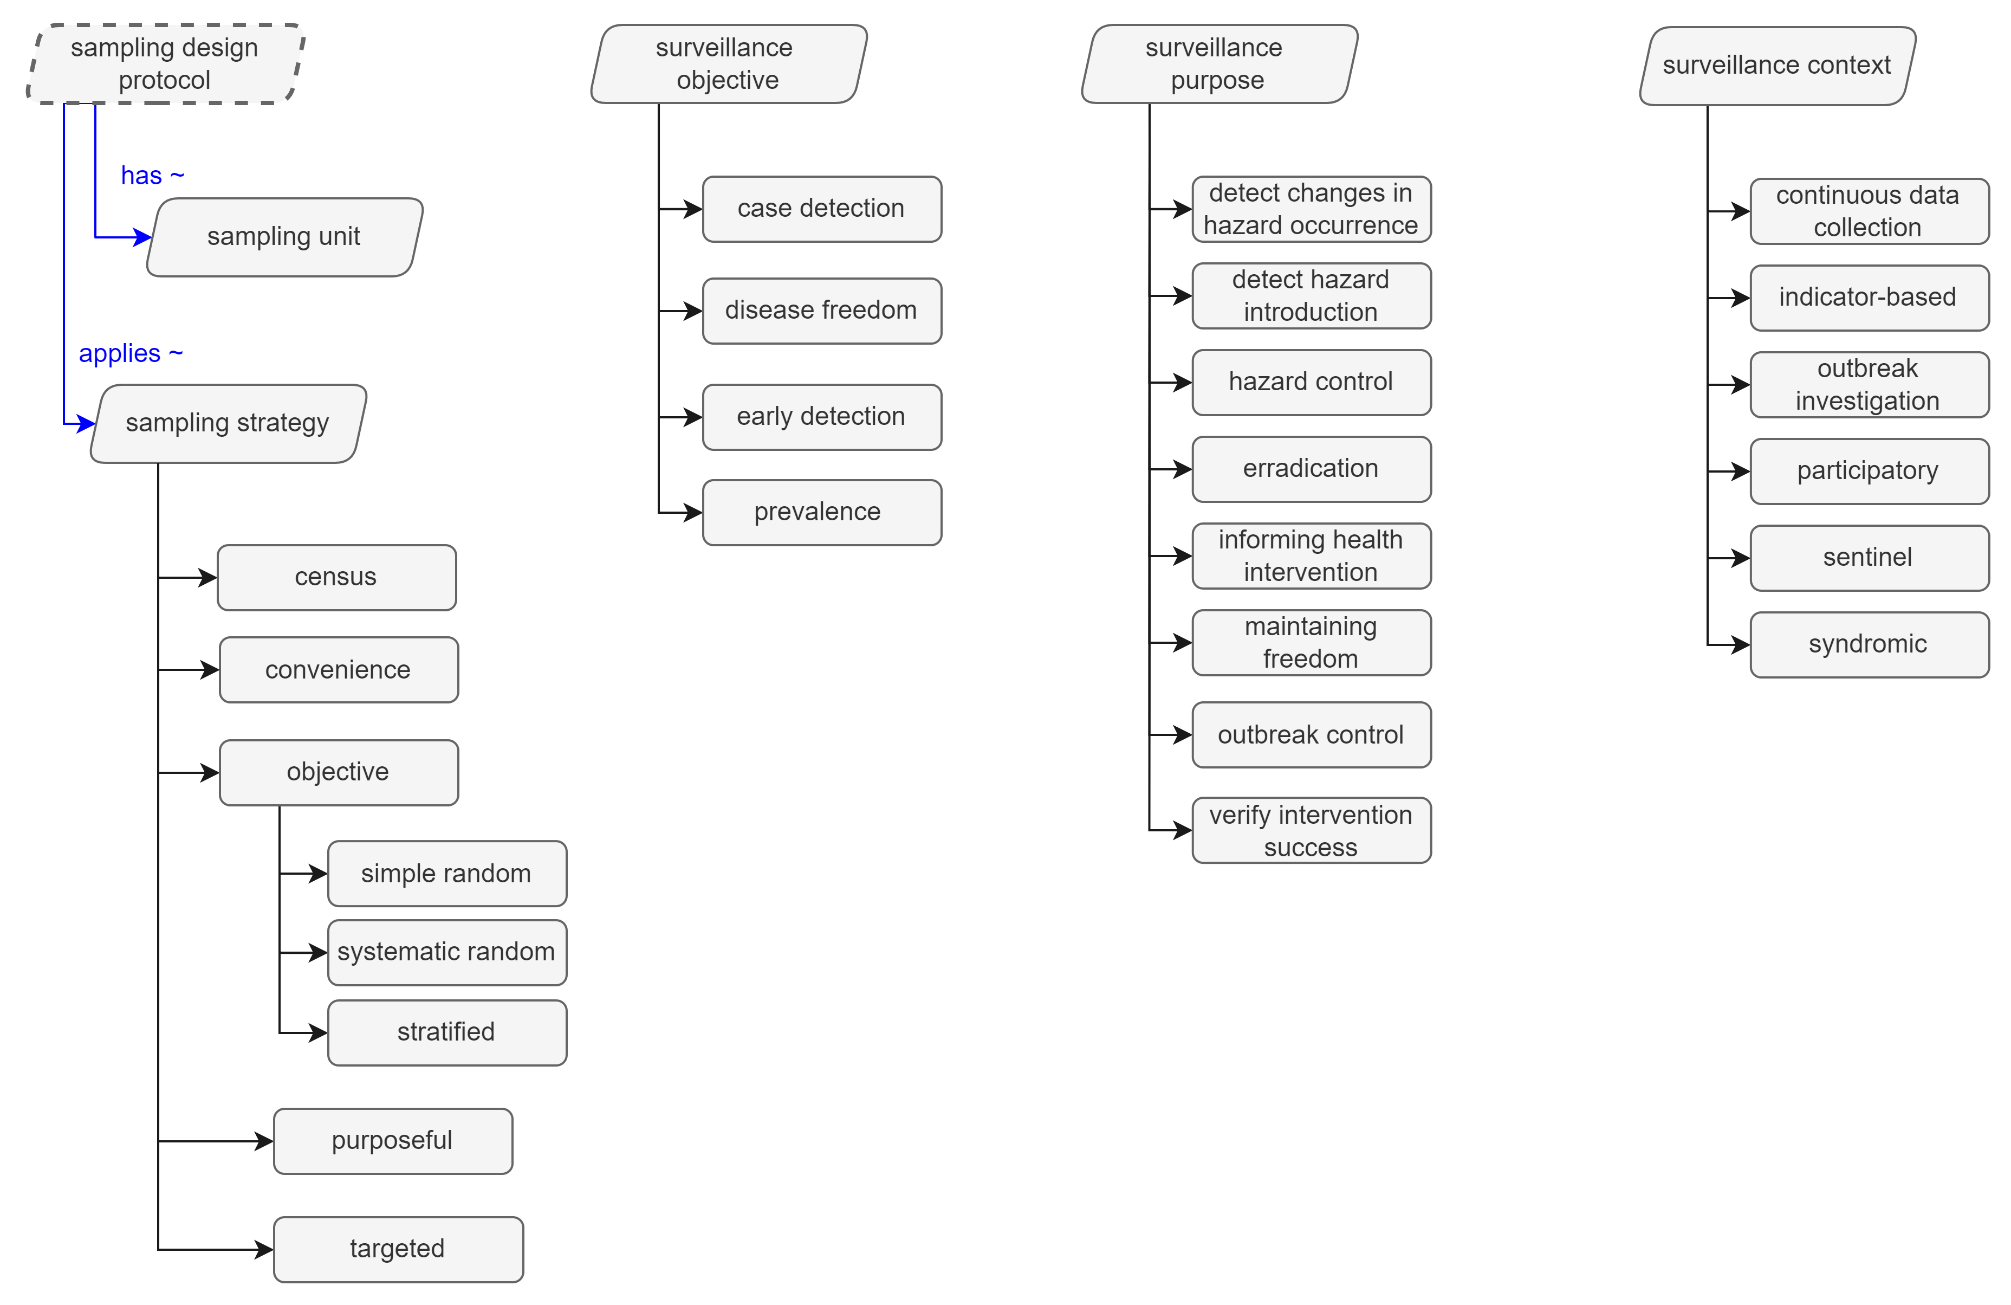 sampling design
protocol
has ~
sampling unit
applies ~
sampling strategy
census
convenience
objective
simple random
systematic random
stratified
purposeful
targeted
surveillance
objective
case detection
disease freedom
early detection
prevalence
surveillance
purpose
detect changes in
hazard occurrence
detect hazard
introduction
hazard control
erradication
informing health
intervention
maintaining
freedom
outbreak control
verify intervention
success
surveillance context
continuous data
collection
indicator-based
outbreak
investigation
participatory
sentinel
syndromic